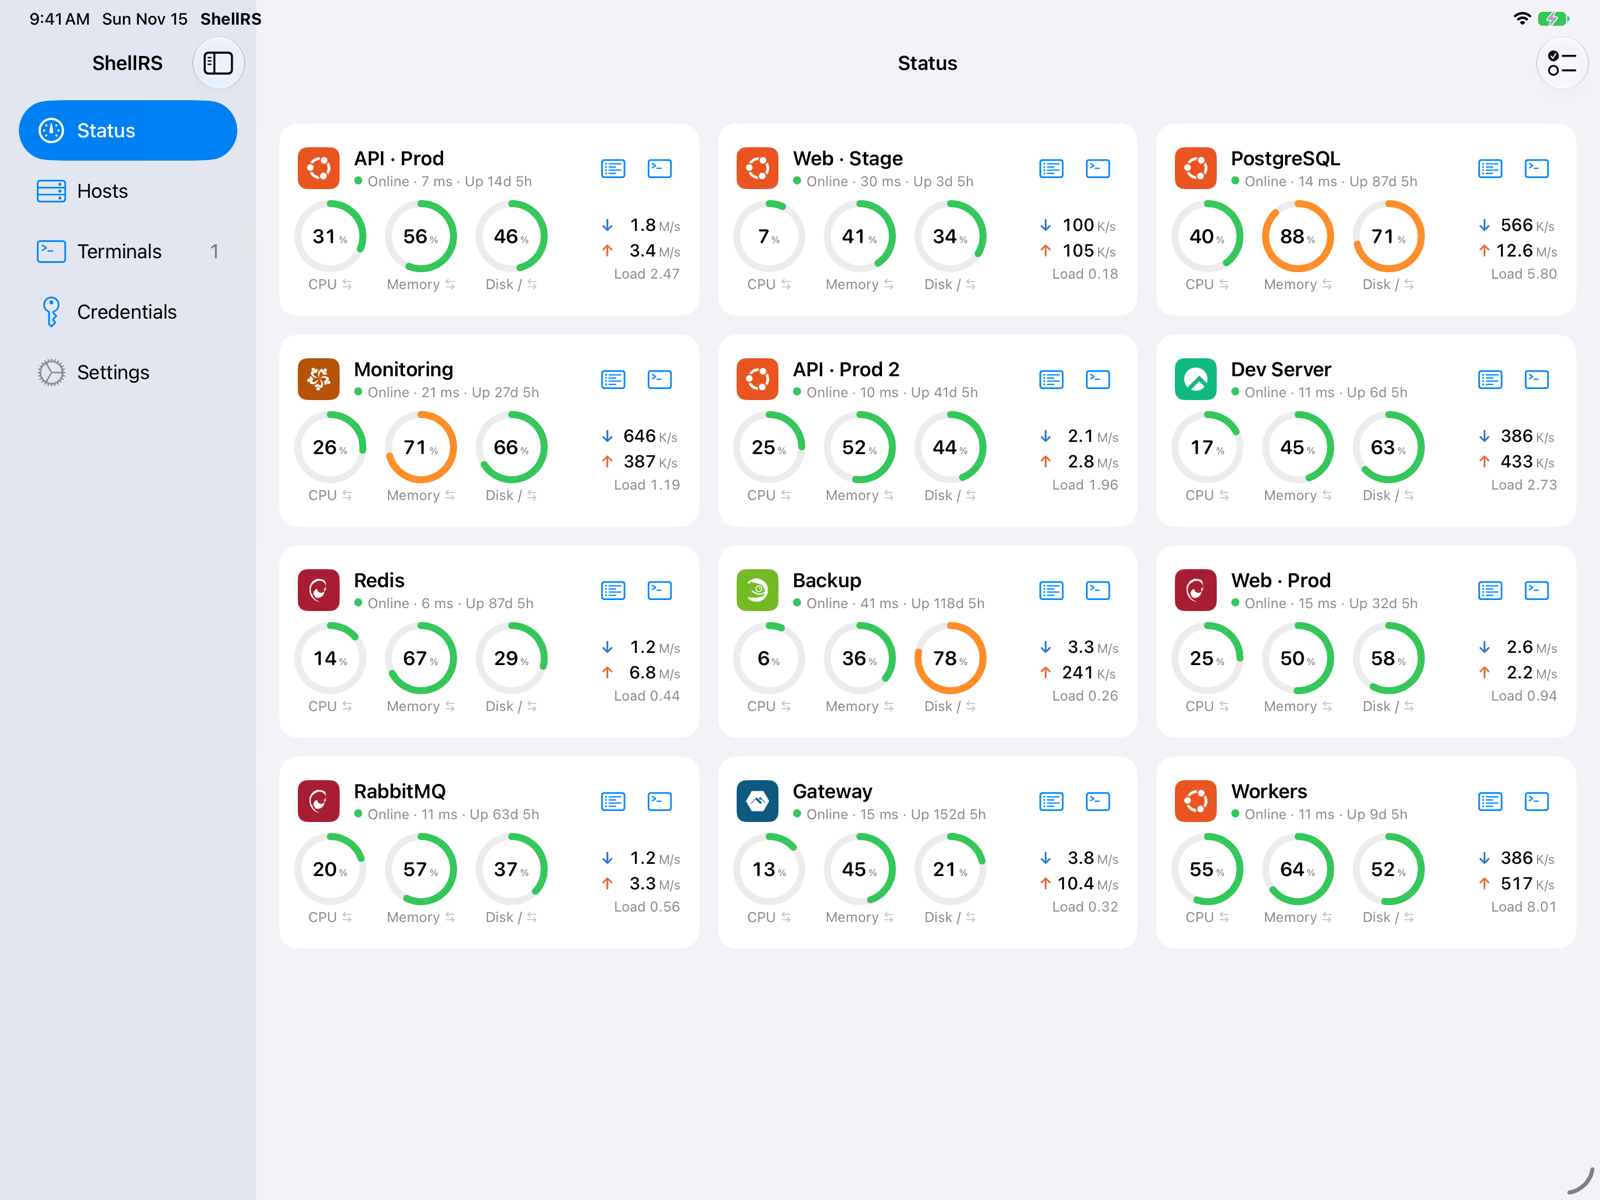 9:41 AM Sun Nov 15 ShellRS
ShellRS
Status
Hosts
Terminals 1
Credentials
Settings
Status
API · Prod
Online · 7 ms · Up 14d 5h
31% 56% 46%
CPU Memory Disk /
1.8 M/s
3.4 M/s
Load 2.47
Web · Stage
Online · 30 ms · Up 3d 5h
7% 41% 34%
CPU Memory Disk /
100 K/s
105 K/s
Load 0.18
PostgreSQL
Online · 14 ms · Up 87d 5h
40% 88% 71%
CPU Memory Disk /
566 K/s
12.6 M/s
Load 5.80
Monitoring
Online · 21 ms · Up 27d 5h
26% 71% 66%
CPU Memory Disk /
646 K/s
387 K/s
Load 1.19
API · Prod 2
Online · 10 ms · Up 41d 5h
25% 52% 44%
CPU Memory Disk /
2.1 M/s
2.8 M/s
Load 1.96
Dev Server
Online · 11 ms · Up 6d 5h
17% 45% 63%
CPU Memory Disk /
386 K/s
433 K/s
Load 2.73
Redis
Online · 6 ms · Up 87d 5h
14% 67% 29%
CPU Memory Disk /
1.2 M/s
6.8 M/s
Load 0.44
Backup
Online · 41 ms · Up 118d 5h
6% 36% 78%
CPU Memory Disk /
3.3 M/s
241 K/s
Load 0.26
Web · Prod
Online · 15 ms · Up 32d 5h
25% 50% 58%
CPU Memory Disk /
2.6 M/s
2.2 M/s
Load 0.94
RabbitMQ
Online · 11 ms · Up 63d 5h
20% 57% 37%
CPU Memory Disk /
1.2 M/s
3.3 M/s
Load 0.56
Gateway
Online · 15 ms · Up 152d 5h
13% 45% 21%
CPU Memory Disk /
3.8 M/s
10.4 M/s
Load 0.32
Workers
Online · 11 ms · Up 9d 5h
55% 64% 52%
CPU Memory Disk /
386 K/s
517 K/s
Load 8.01